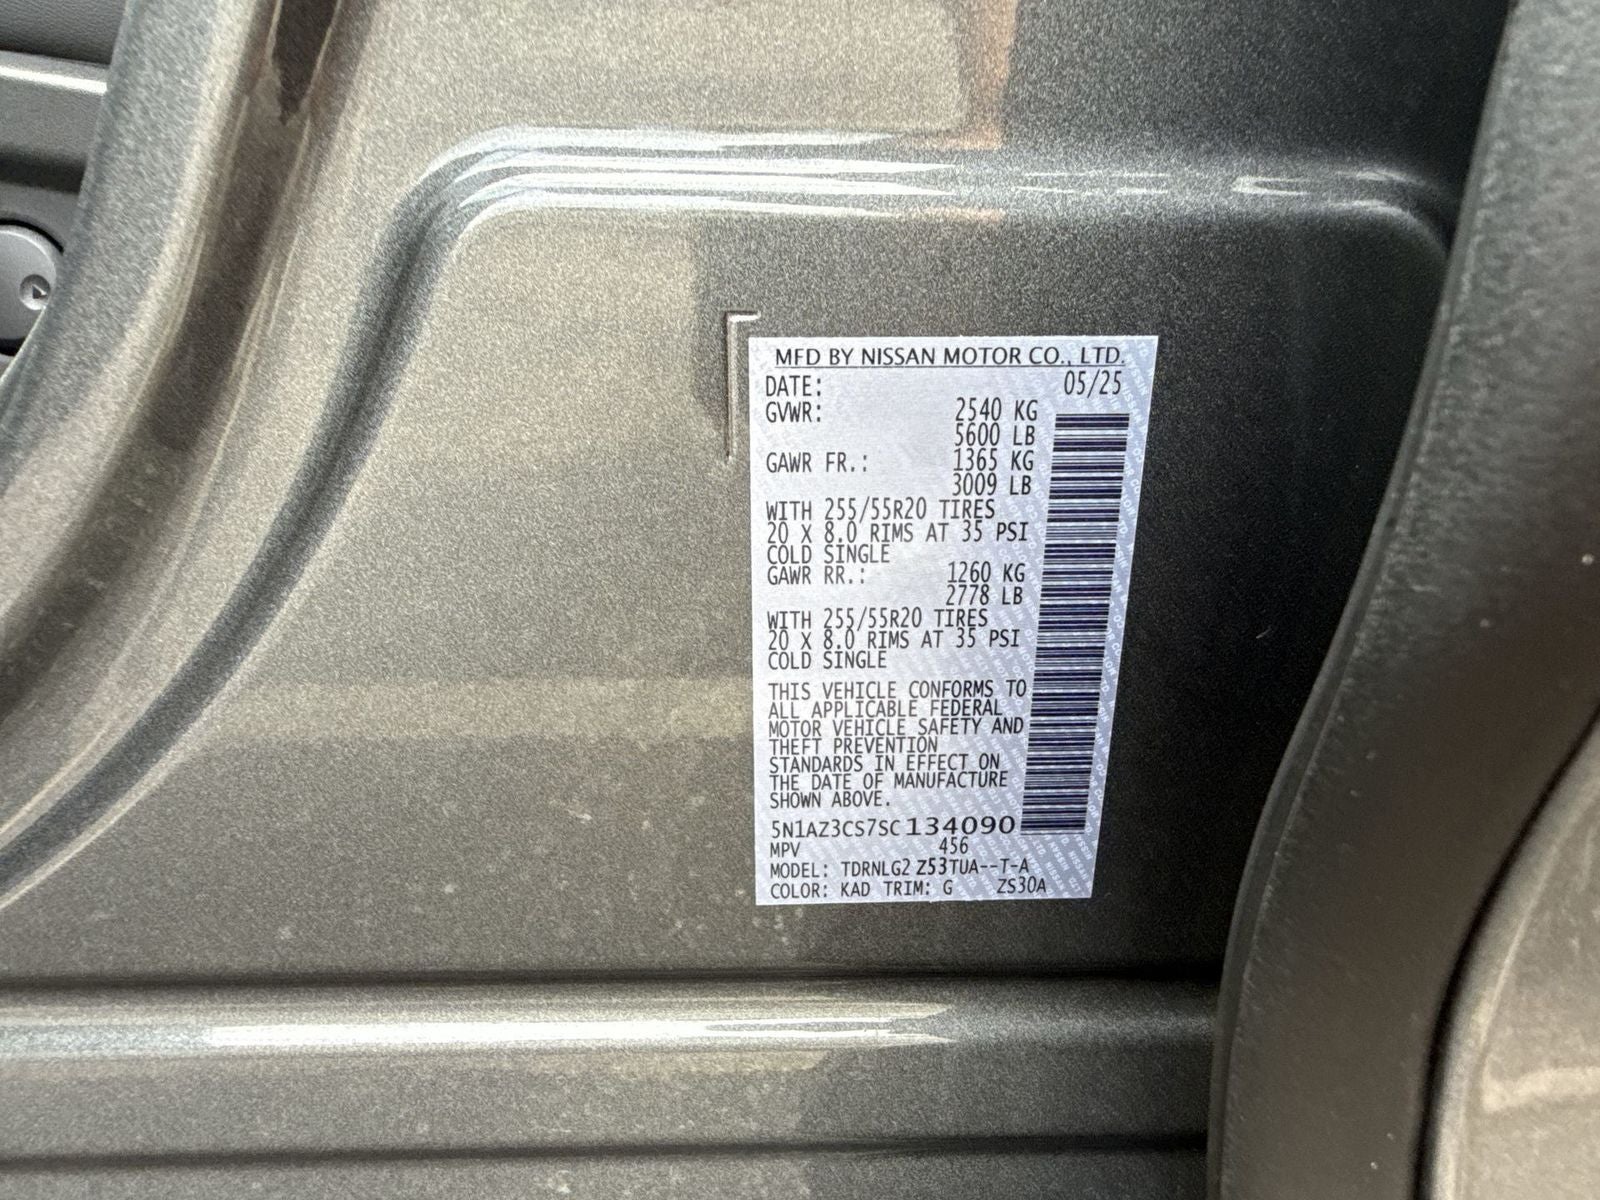 MFD BY NISSAN MOTOR CO., LTD.
DATE: 05/25
GVWR: 2540 KG
5600 LB
GAWR FR.: 1365 KG
3009 LB
WITH 255/55R20 TIRES
20 X 8.0 RIMS AT 35 PSI
COLD SINGLE
GAWR RR.: 1260 KG
2778 LB
WITH 255/55R20 TIRES
20 X 8.0 RIMS AT 35 PSI
COLD SINGLE
THIS VEHICLE CONFORMS TO
ALL APPLICABLE FEDERAL
MOTOR VEHICLE SAFETY AND
THEFT PREVENTION
STANDARDS IN EFFECT ON
THE DATE OF MANUFACTURE
SHOWN ABOVE.
5N1AZ3CS7SC134090
MPV 456
MODEL: TDRNLG2 Z53TUA--T-A
COLOR: KAD TRIM: G ZS30A